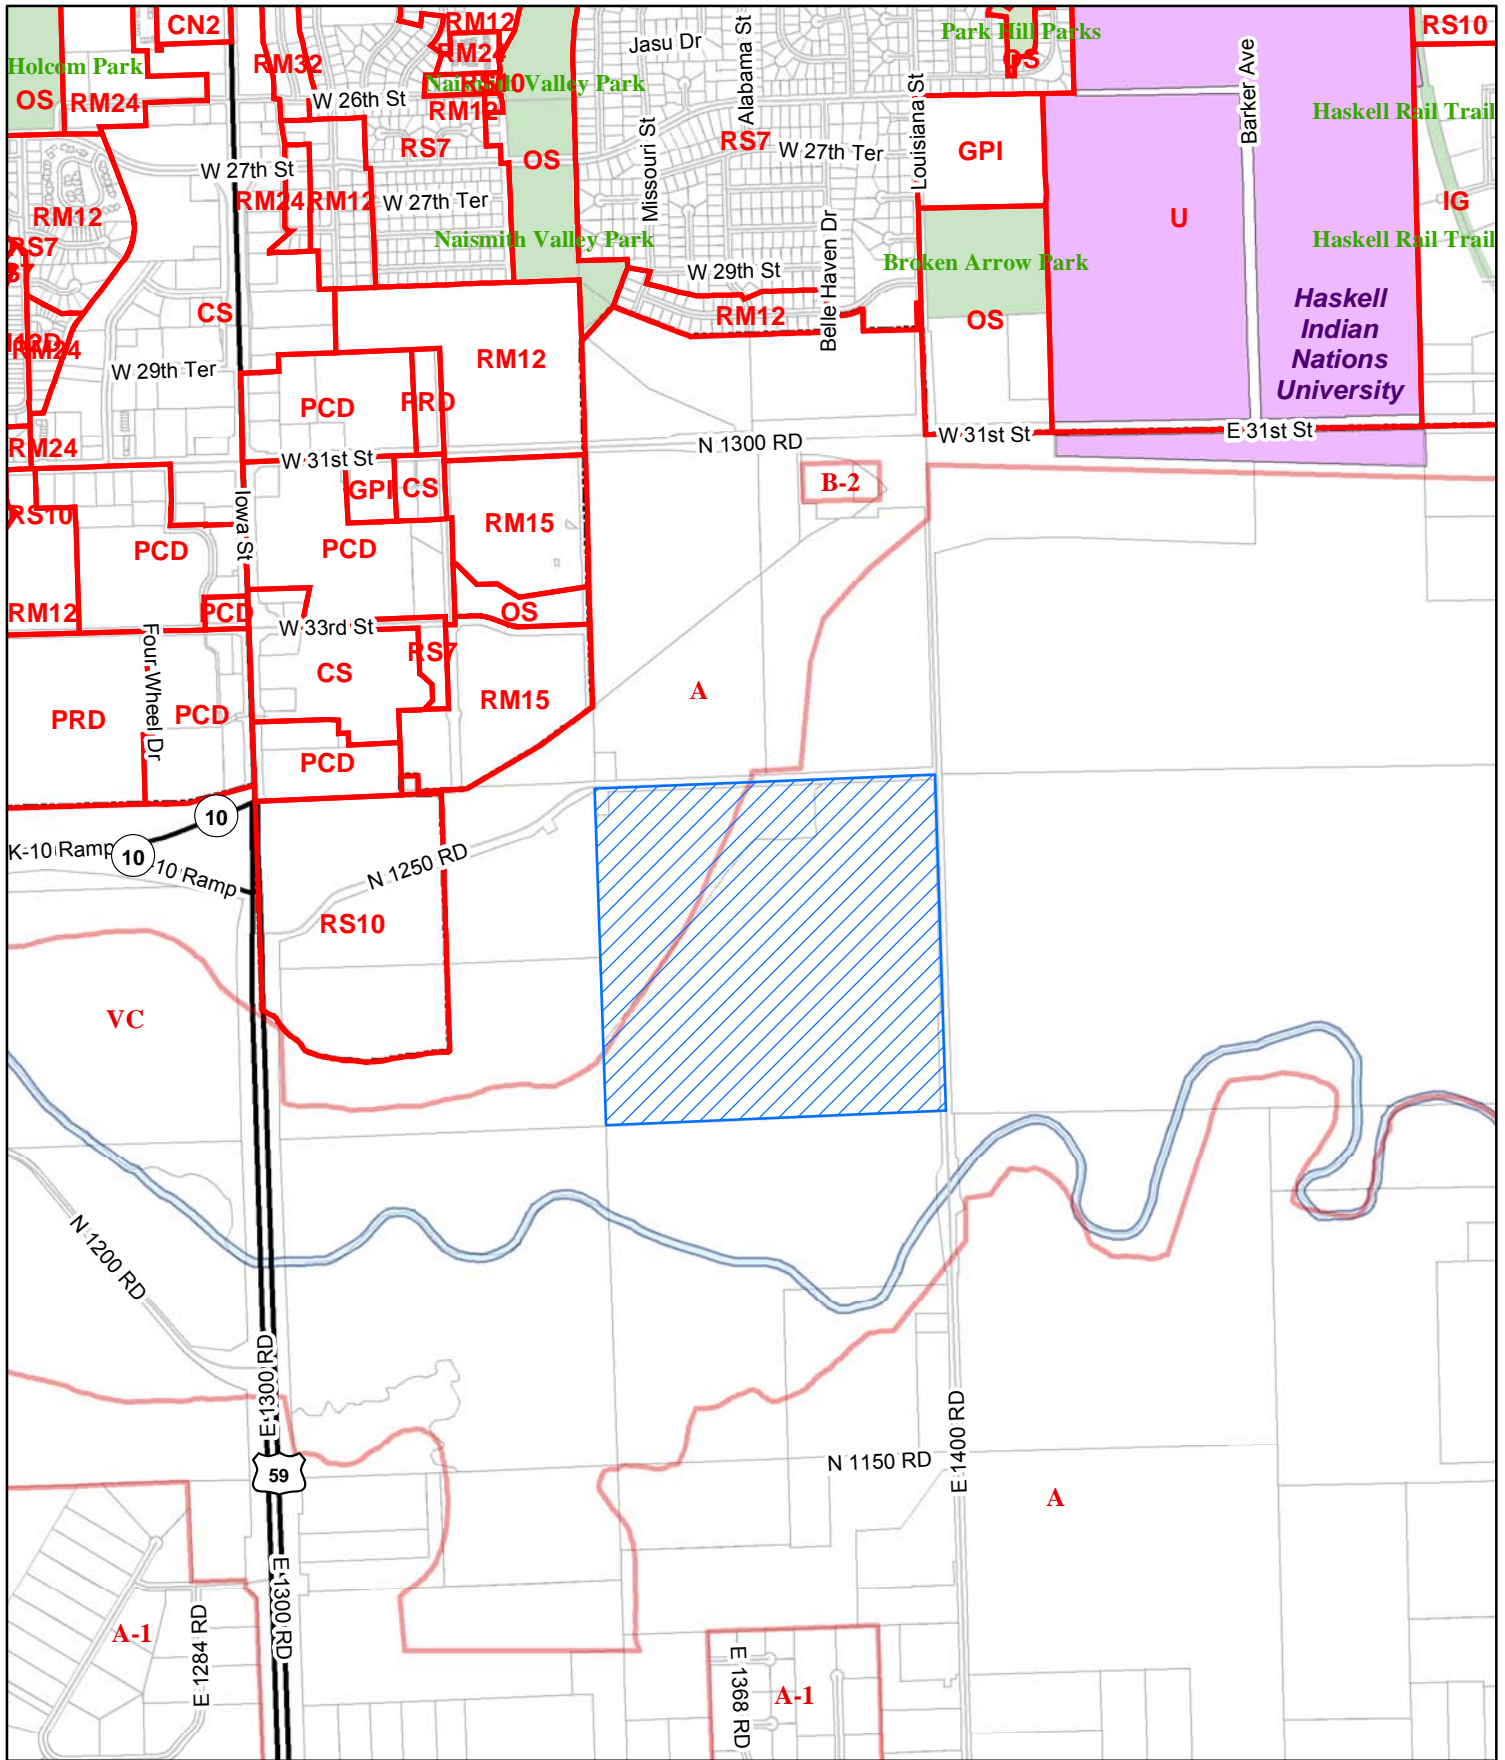 CN2
RM12
RS10
Jasu Dr
Alabama St
Park Hill Parks
OS
RM24
Holcom Park
RM32
Naismith Valley Park
RS10
OS
RM24
W 26th St
RM12
Louisiana St
Barker Ave
Haskell Rail Trail
RS7
RS7
W 27th Ter
GPI
OS
W 27th St
RM24
RM12
W 27th Ter
Missouri St
RM12
U
IG
RS7
Naismith Valley Park
Belle Haven Dr
Haskell Rail Trail
Broken Arrow Park
W 29th St
CS
RM12
OS
Haskell
Indian
Nations
University
RM24
W 29th Ter
RM12
PCD
PRD
RM24
W 31st St
N 1300 RD
W 31st St
E 31st St
GPI
CS
B-2
RS10
Iowa St
PCD
PCD
RM15
RM12
PCD
W 33rd St
OS
Four Wheel Dr
CS
RS7
A
PRD
PCD
RM15
PCD
10
K-10 Ramp
10
10 Ramp
N 1250 RD
RS10
VC
N 1200 RD
E 1300 RD
59
E 1400 RD
N 1150 RD
A
E 1300 RD
A-1
E 1284 RD
E 1368 RD
A-1